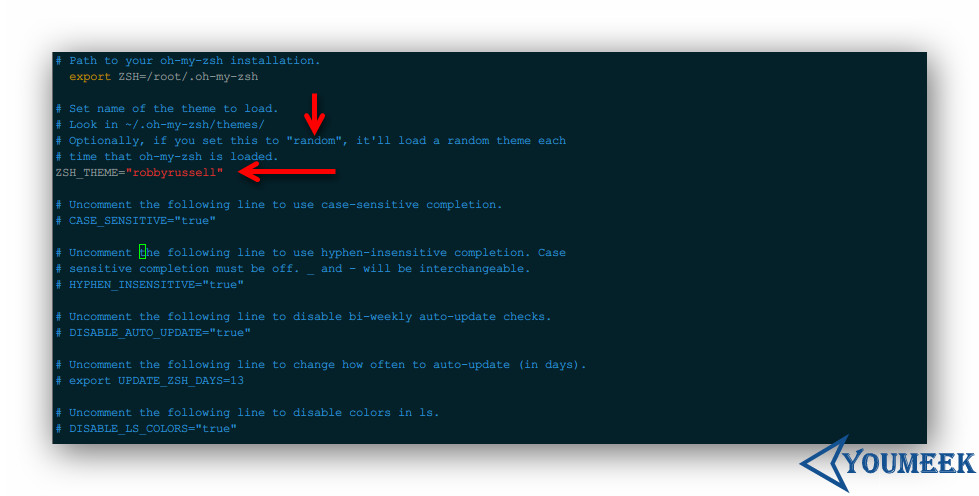 # Path to your oh-my-zsh installation.
  export ZSH=/root/.oh-my-zsh
# Set name of the theme to load.
# Look in ~/.oh-my-zsh/themes/
# Optionally, if you set this to "random", it'll load a random theme each
# time that oh-my-zsh is loaded.
ZSH_THEME="robbyrussell"
# Uncomment the following line to use case-sensitive completion.
# CASE_SENSITIVE="true"
# Uncomment the following line to use hyphen-insensitive completion. Case
# sensitive completion must be off. _ and - will be interchangeable.
# HYPHEN_INSENSITIVE="true"
# Uncomment the following line to disable bi-weekly auto-update checks.
# DISABLE_AUTO_UPDATE="true"
# Uncomment the following line to change how often to auto-update (in days).
# export UPDATE_ZSH_DAYS=13
# Uncomment the following line to disable colors in ls.
# DISABLE_LS_COLORS="true"
YOUMEEK